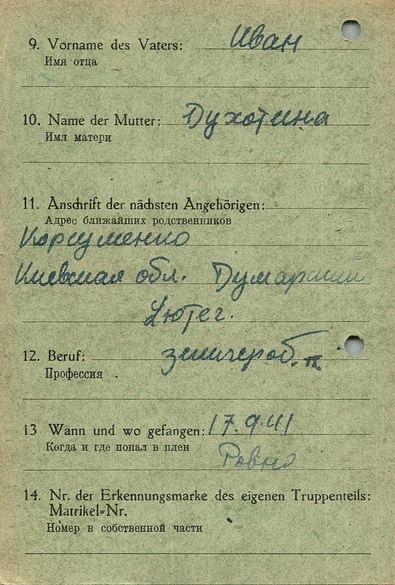 9. Vorname des Vaters: Иван
Имя отца
10. Name der Mutter: Духотина
Имя матери
11. Anschrift der nächsten Angehörigen:
Адрес ближайших родственников
Киевская обл.
12. Beruf:
Профессия
13 Wann und wo gefangen: 17.9.41
Когда и где попал в плен Ровно
14. Nr. der Erkennungsmarke des eigenen Truppenteils:
Matrikel-Nr.
Номер в собственной части